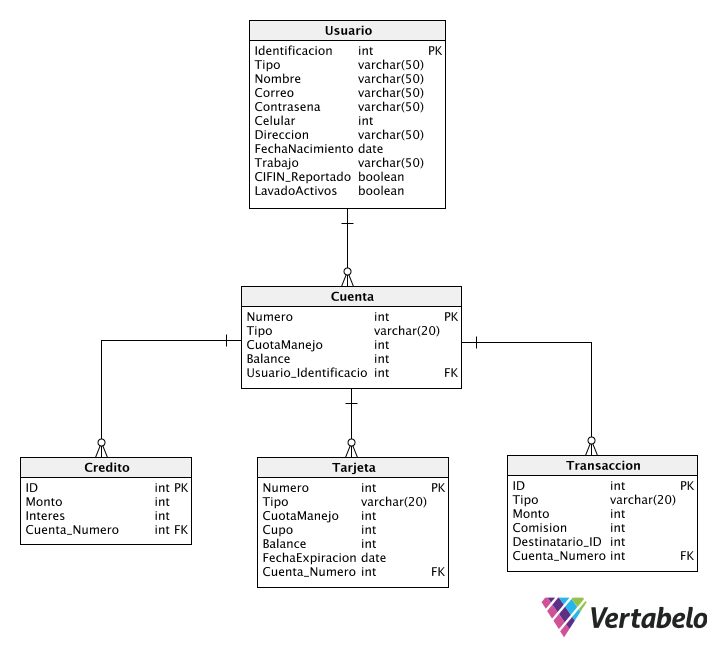 Usuario
Identificacion int PK
Tipo varchar(50)
Nombre varchar(50)
Correo varchar(50)
Contrasena varchar(50)
Celular int
Direccion varchar(50)
FechaNacimiento date
Trabajo varchar(50)
CIFIN_Reportado boolean
LavadoActivos boolean
Cuenta
Numero int PK
Tipo varchar(20)
CuotaManejo int
Balance int
Usuario_Identificacio int FK
Credito
ID int PK
Monto int
Interes int
Cuenta_Numero int FK
Tarjeta
Numero int PK
Tipo varchar(20)
CuotaManejo int
Cupo int
Balance int
FechaExpiracion date
Cuenta_Numero int FK
Transaccion
ID int PK
Tipo varchar(20)
Monto int
Comision int
Destinatario_ID int
Cuenta_Numero int FK
Vertabelo